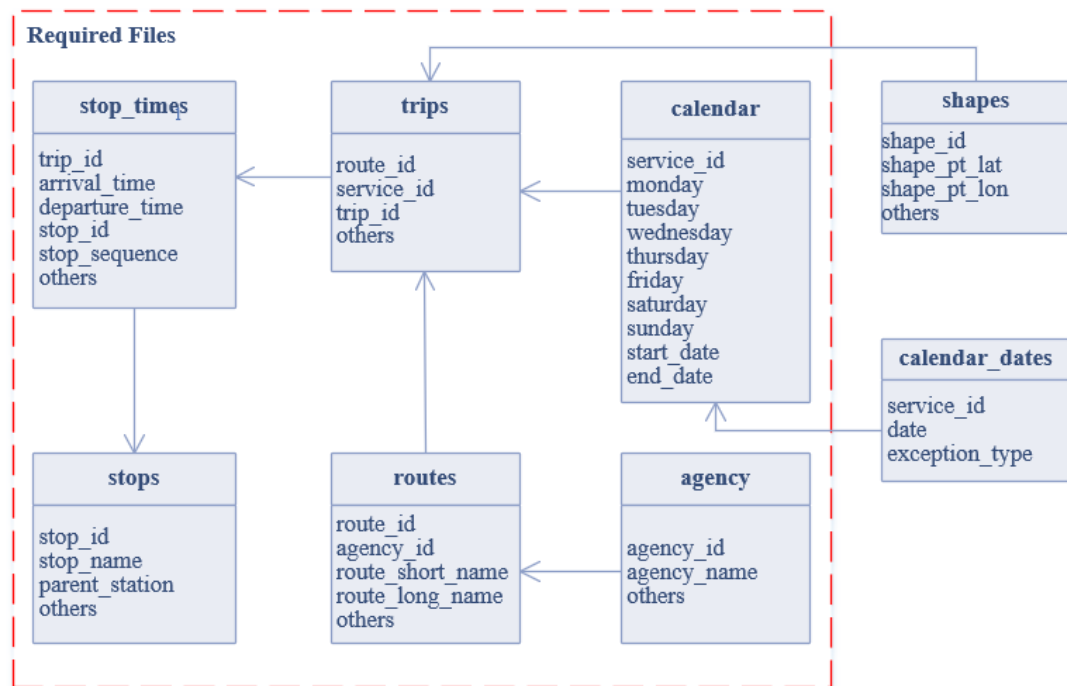 Required Files
stop_times
trip_id
arrival_time
departure_time
stop_id
stop_sequence
others
trips
route_id
service_id
trip_id
others
calendar
service_id
monday
tuesday
wednesday
thursday
friday
saturday
sunday
start_date
end_date
shapes
shape_id
shape_pt_lat
shape_pt_lon
others
calendar_dates
service_id
date
exception_type
stops
stop_id
stop_name
parent_station
others
routes
route_id
agency_id
route_short_name
route_long_name
others
agency
agency_id
agency_name
others